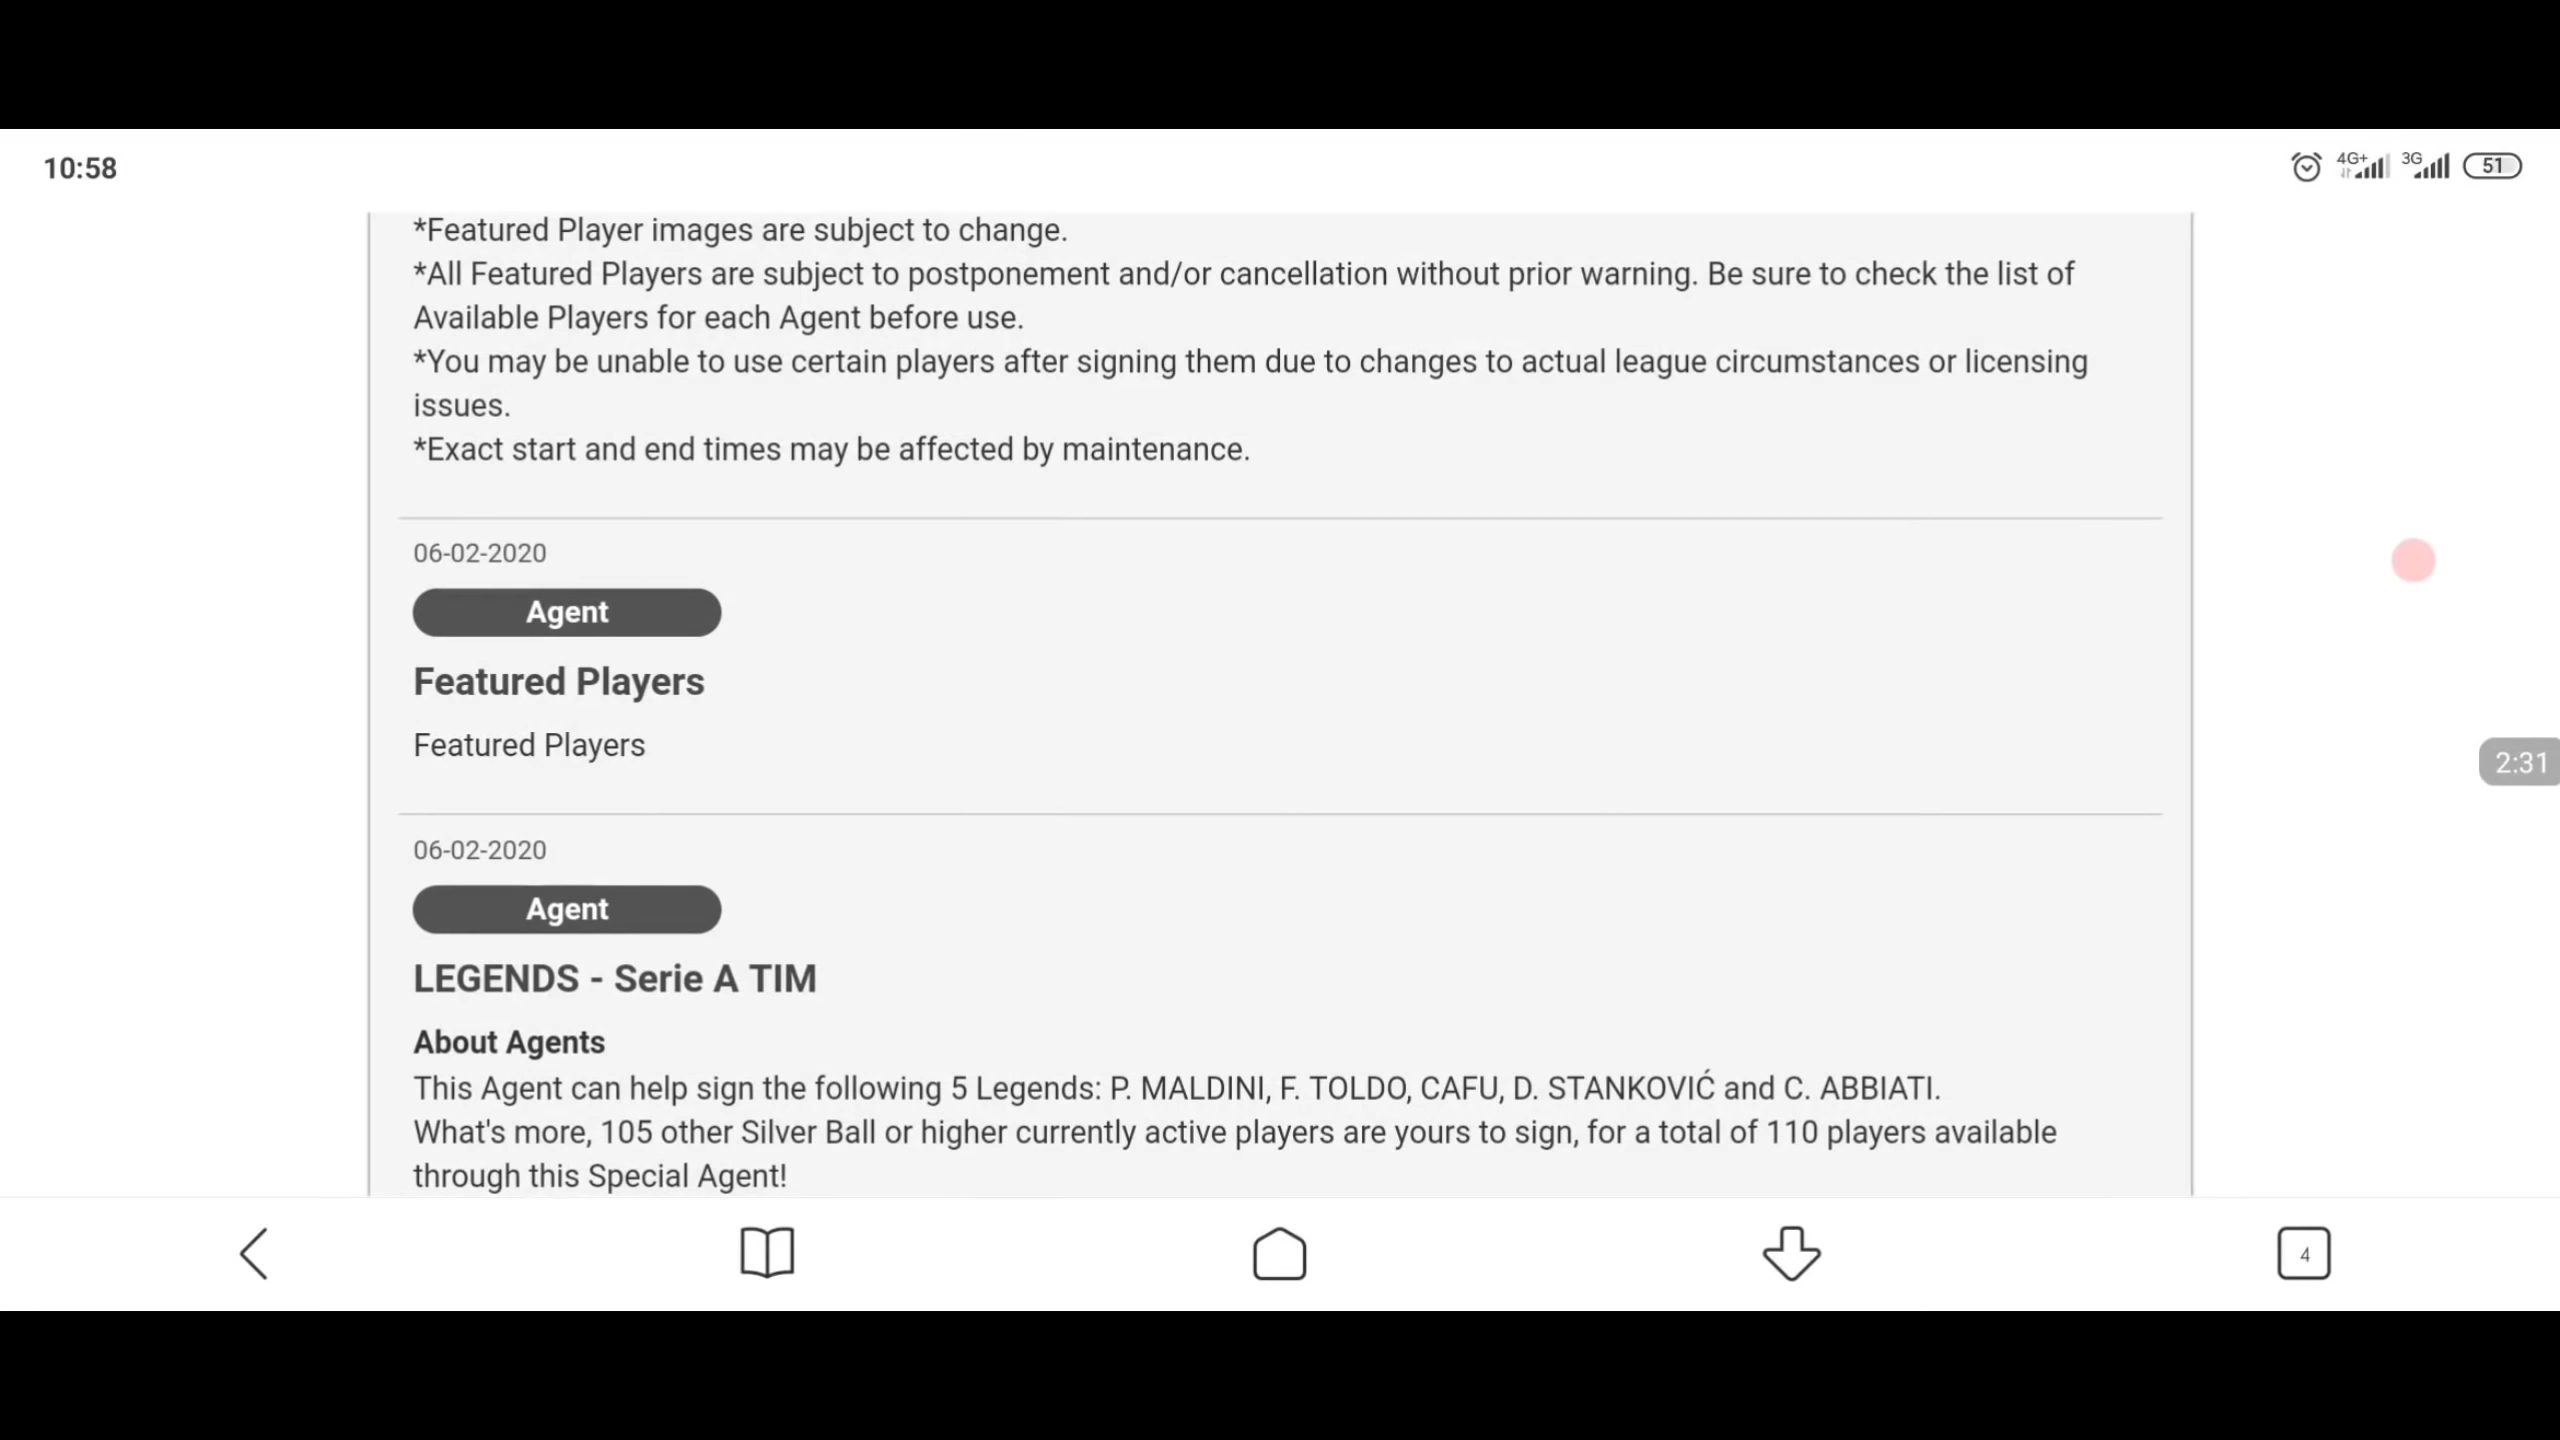 10:58
4G+
3G
51
*Featured Player images are subject to change.
*All Featured Players are subject to postponement and/or cancellation without prior warning. Be sure to check the list of
Available Players for each Agent before use.
*You may be unable to use certain players after signing them due to changes to actual league circumstances or licensing
issues.
*Exact start and end times may be affected by maintenance.
06-02-2020
Agent
Featured Players
Featured Players
2:31
06-02-2020
Agent
LEGENDS - Serie A TIM
About Agents
This Agent can help sign the following 5 Legends: P. MALDINI, F. TOLDO, CAFU, D. STANKOVIĆ and C. ABBIATI.
What's more, 105 other Silver Ball or higher currently active players are yours to sign, for a total of 110 players available
through this Special Agent!
4